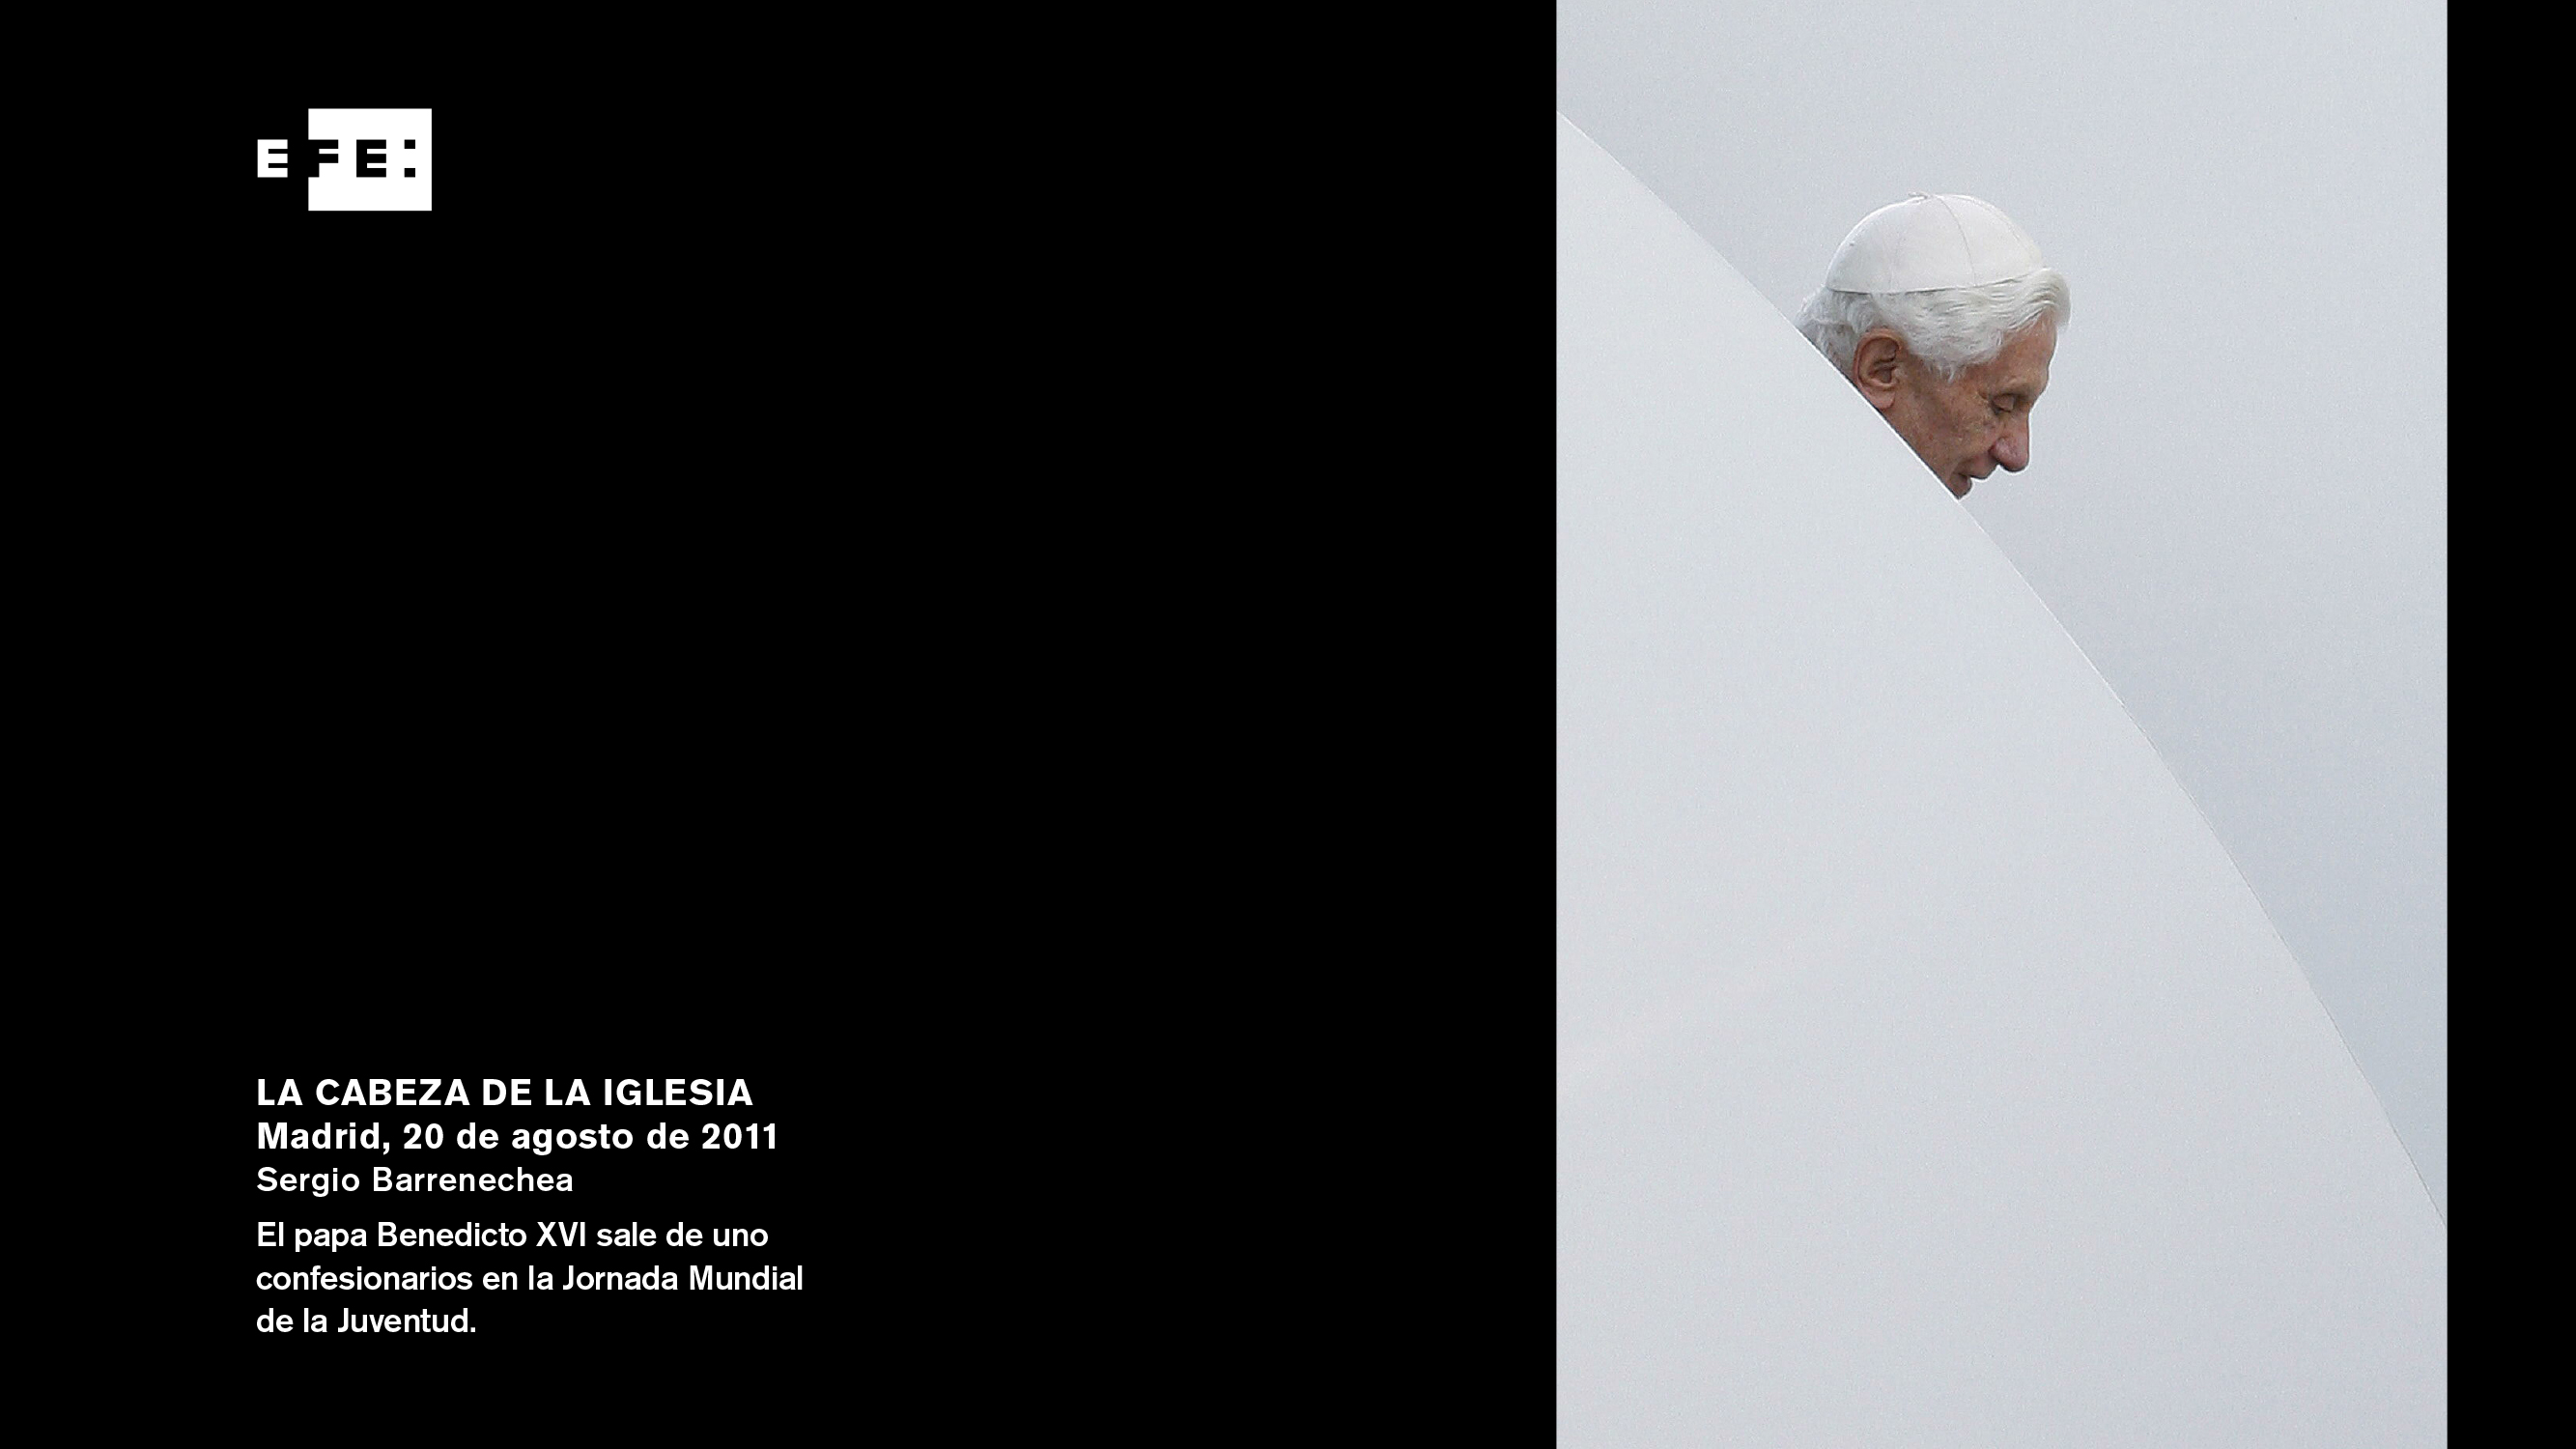 EFE:
LA CABEZA DE LA IGLESIA
Madrid, 20 de agosto de 2011
Sergio Barrenechea
El papa Benedicto XVI sale de uno
confesionarios en la Jornada Mundial
de la Juventud.